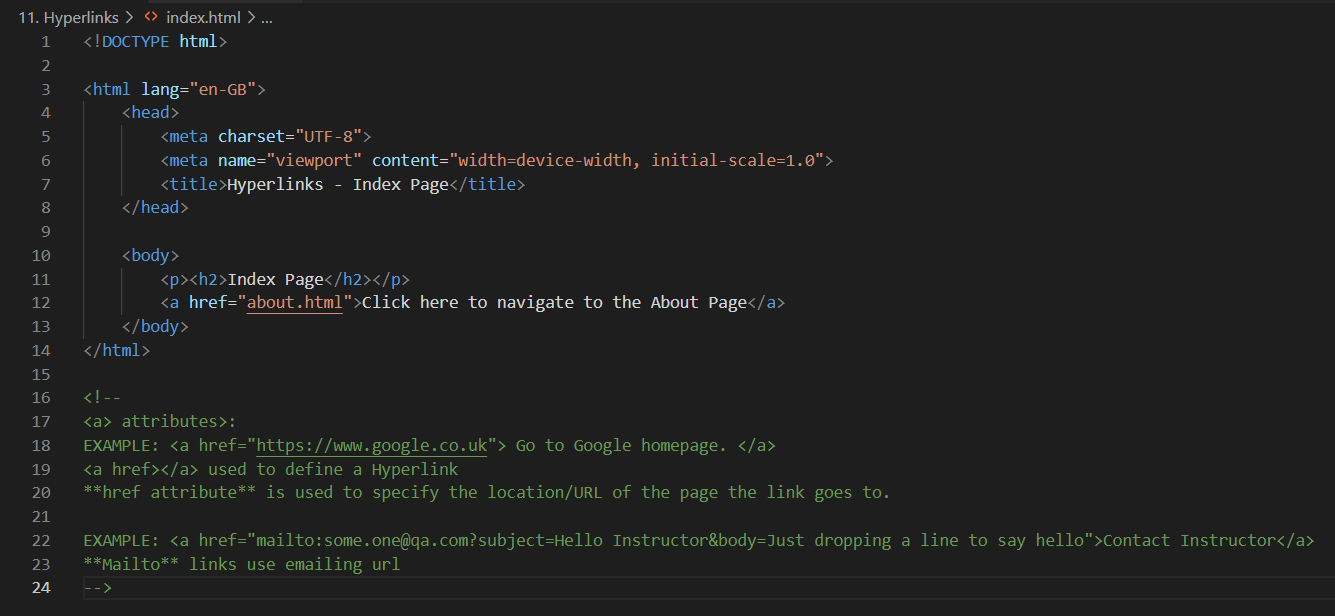 11. Hyperlinks > <> index.html > ...
1 <!DOCTYPE html>
2
3 <html lang="en-GB">
4 <head>
5 <meta charset="UTF-8">
6 <meta name="viewport" content="width=device-width, initial-scale=1.0">
7 <title>Hyperlinks - Index Page</title>
8 </head>
9
10 <body>
11 <p><h2>Index Page</h2></p>
12 <a href="about.html">Click here to navigate to the About Page</a>
13 </body>
14 </html>
15
16 <!--
17 <a> attributes>:
18 EXAMPLE: <a href="https://www.google.co.uk"> Go to Google homepage. </a>
19 <a href></a> used to define a Hyperlink
20 **href attribute** is used to specify the location/URL of the page the link goes to.
21
22 EXAMPLE: <a href="mailto:some.one@qa.com?subject=Hello Instructor&body=Just dropping a line to say hello">Contact Instructor</a>
23 **Mailto** links use emailing url
24 -->